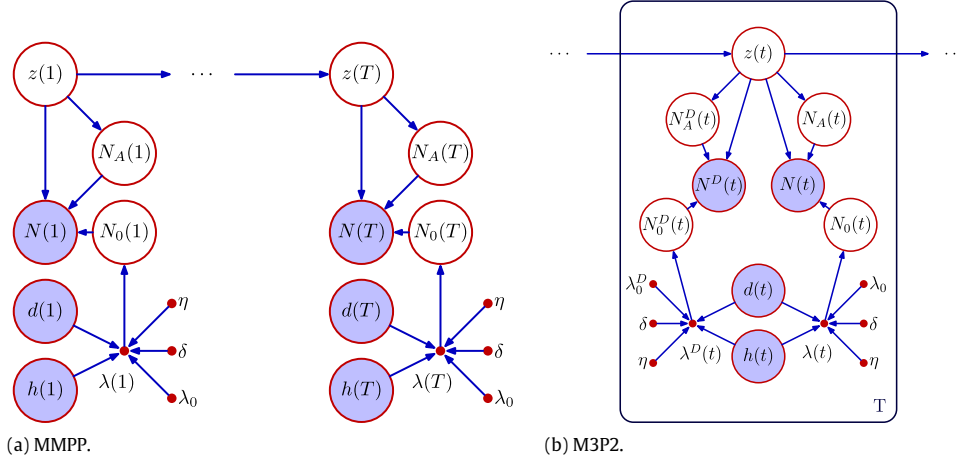 z(1) ··· z(T)
N_A(1) N_A(T)
N(1) N_0(1) N(T) N_0(T)
d(1) η d(T) η
δ δ
h(1) λ(1) λ_0 h(T) λ(T) λ_0
(a) MMPP.
··· z(t) ··
N_A^D(t) N_A(t)
N^D(t) N(t)
N_0^D(t) N_0(t)
λ_0^D d(t) λ_0
δ δ
η λ^D(t) h(t) λ(t) η
T
(b) M3P2.